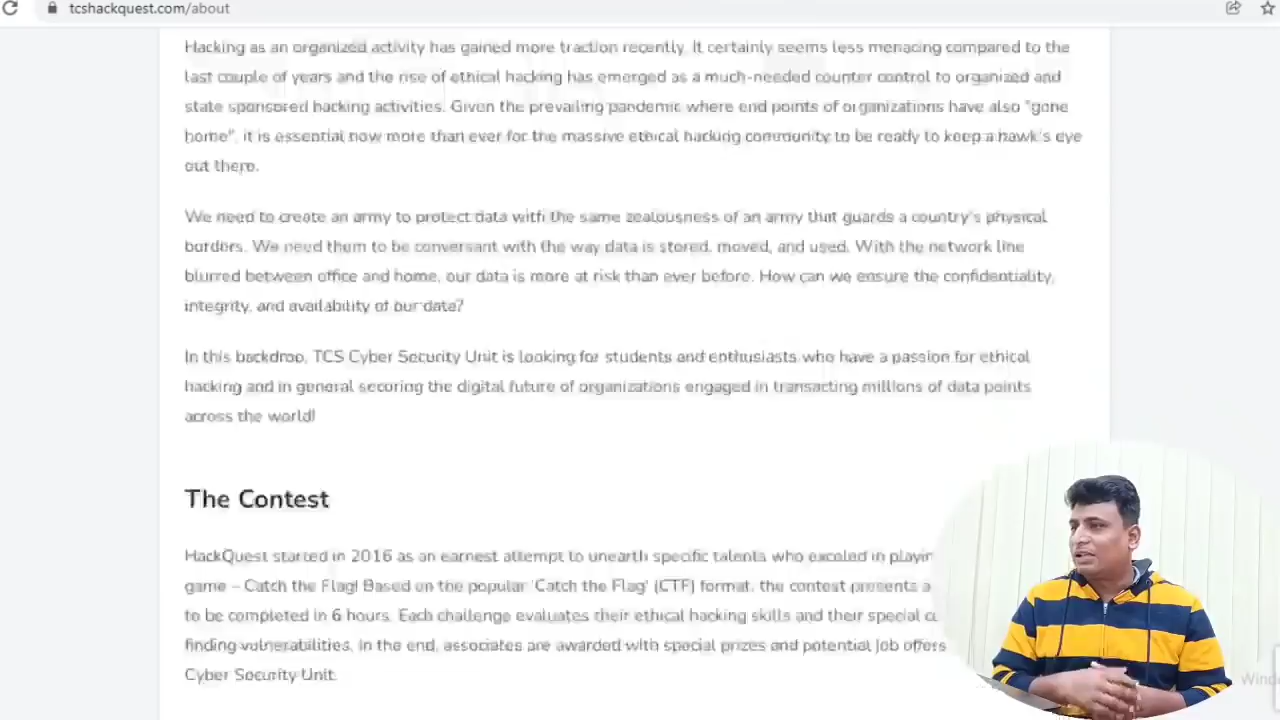 tcshackquest.com/about
Hacking as an organized activity has gained more traction recently. It certainly seems less menacing compared to the
last couple of years and the rise of ethical hacking has emerged as a much-needed counter control to organized and
state sponsored hacking activities. Given the prevailing pandemic where end points of organizations have also "gone
home", it is essential now more than ever for the massive ethical hacking community to be ready to keep a hawk's eye
out there.
We need to create an army to protect data with the same zealousness of an army that guards a country's physical
borders. We need them to be conversant with the way data is stored, moved, and used. With the network line
blurred between office and home, our data is more at risk than ever before. How can we ensure the confidentiality,
integrity, and availability of our data?
In this backdrop, TCS Cyber Security Unit is looking for students and enthusiasts who have a passion for ethical
hacking and in general securing the digital future of organizations engaged in transacting millions of data points
across the world!
The Contest
HackQuest started in 2016 as an earnest attempt to unearth specific talents who excelled in playin
game – Catch the Flag! Based on the popular 'Catch the Flag' (CTF) format, the contest presents a
to be completed in 6 hours. Each challenge evaluates their ethical hacking skills and their special c
finding vulnerabilities. In the end, associates are awarded with special prizes and potential job offers
Cyber Security Unit.
Wind